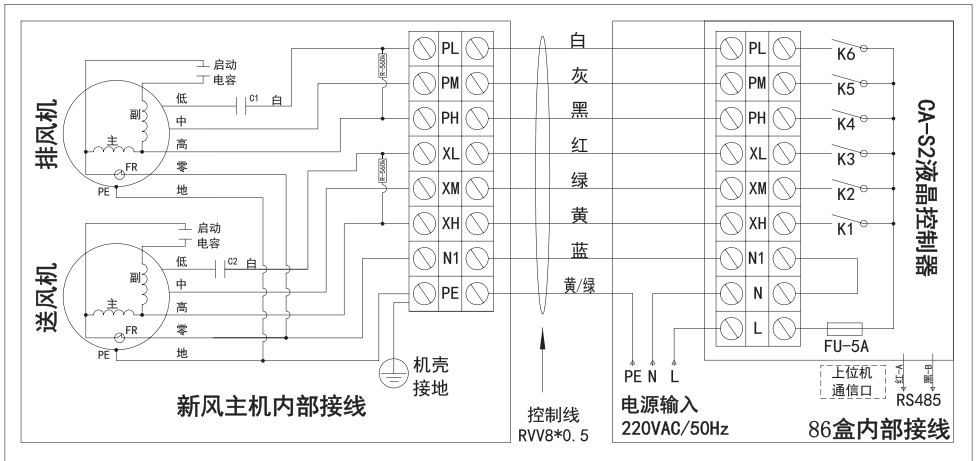 排风机
启动
电容
低
C1
白
副
中
主
高
FR
零
PE
地
R-560k
R-560k
送风机
启动
电容
低
C2
白
副
中
主
高
FR
零
PE
地
PL
PM
PH
XL
XM
XH
N1
PE
机壳
接地
新风主机内部接线
白
灰
黑
红
绿
黄
蓝
黄/绿
控制线
RVV8*0.5
PE N L
电源输入
220VAC/50Hz
PL
PM
PH
XL
XM
XH
N1
N
L
K6
K5
K4
K3
K2
K1
FU-5A
CA-S2液晶控制器
上位机
通信口
红-A
黑-B
RS485
86盒内部接线